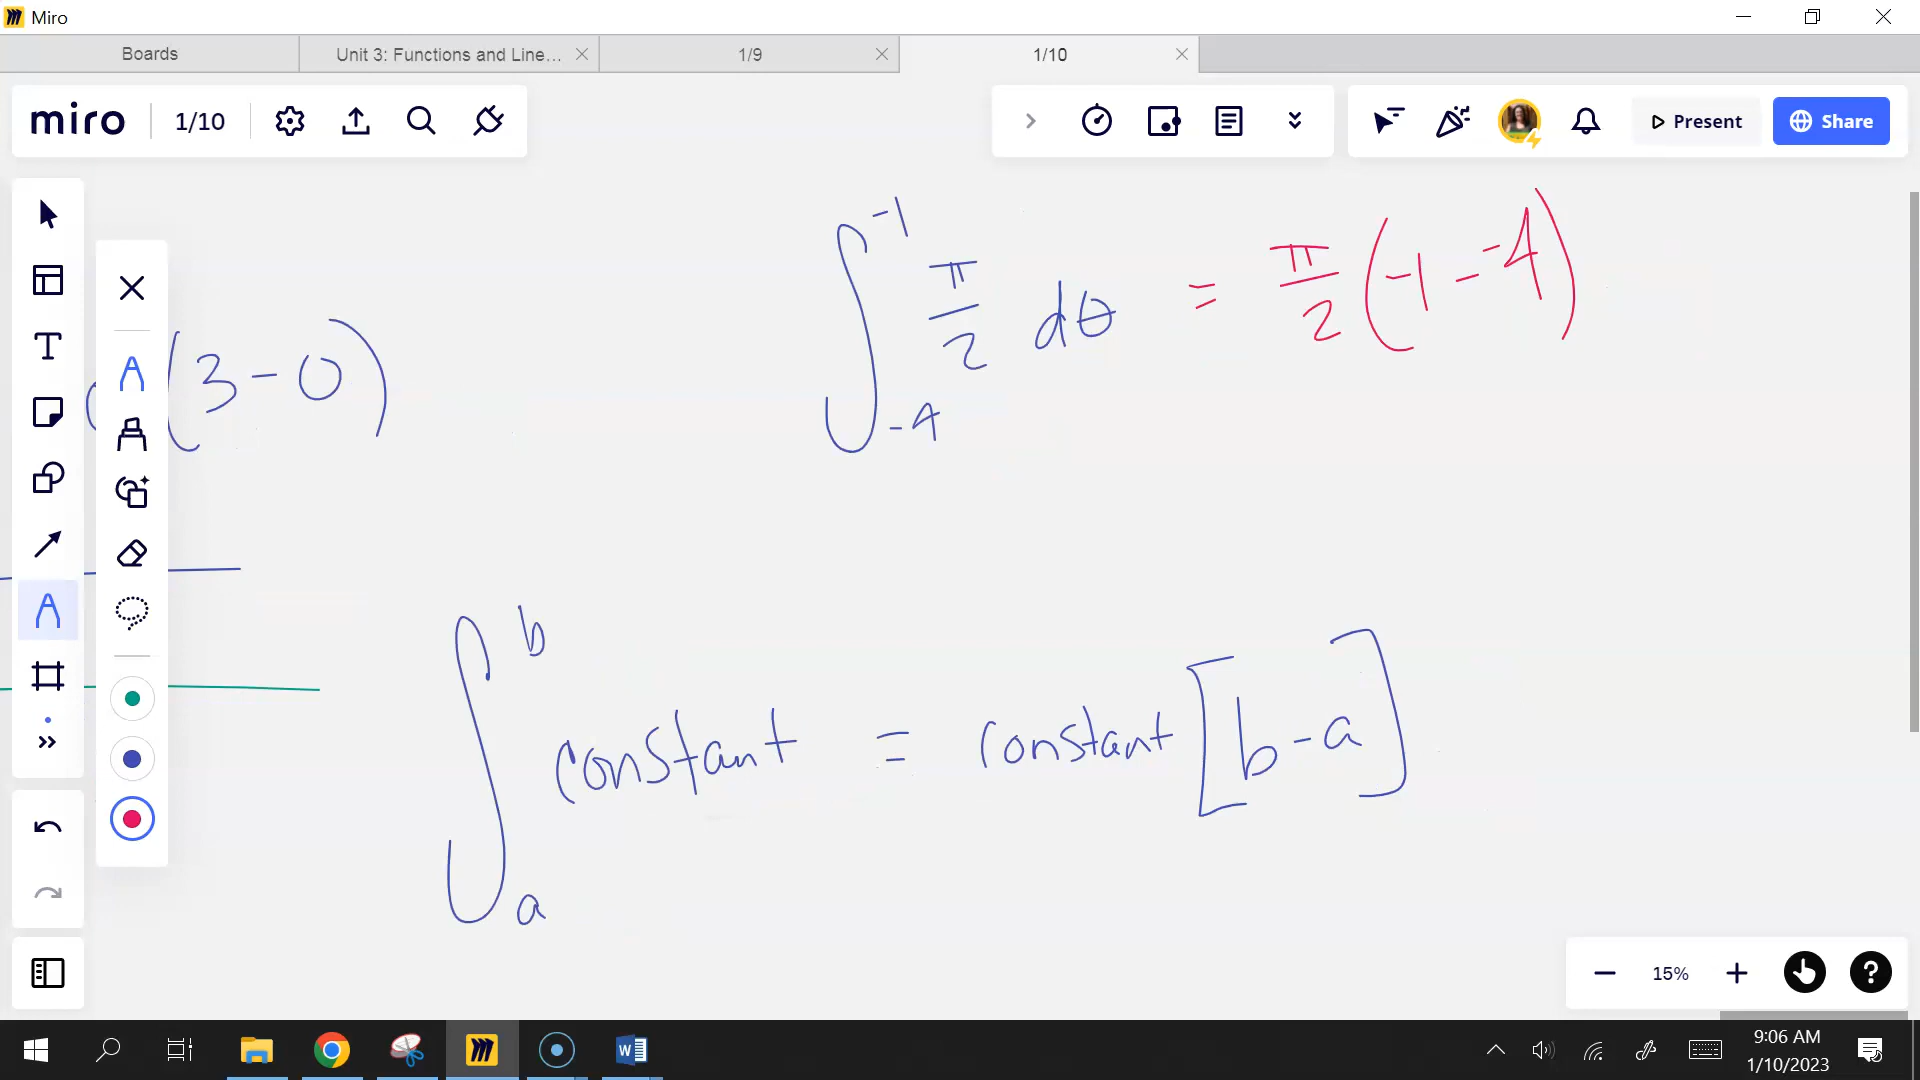 Miro
Boards
Unit 3: Functions and Line...
1/9
1/10
miro
1/10
Present
Share
(3-0)
∫_{-4}^{-1} π/2 dθ = π/2 (-1 - -4)
∫_a^b constant = constant [b-a]
15%
9:06 AM
1/10/2023